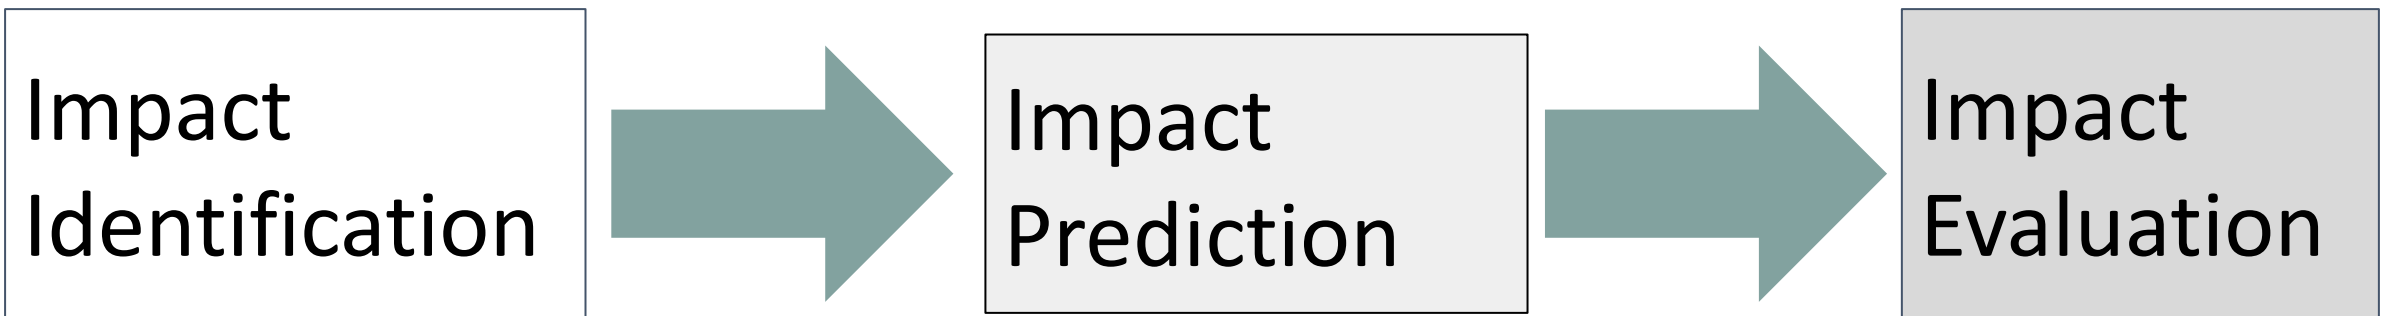 Impact
Identification
Impact
Prediction
Impact
Evaluation